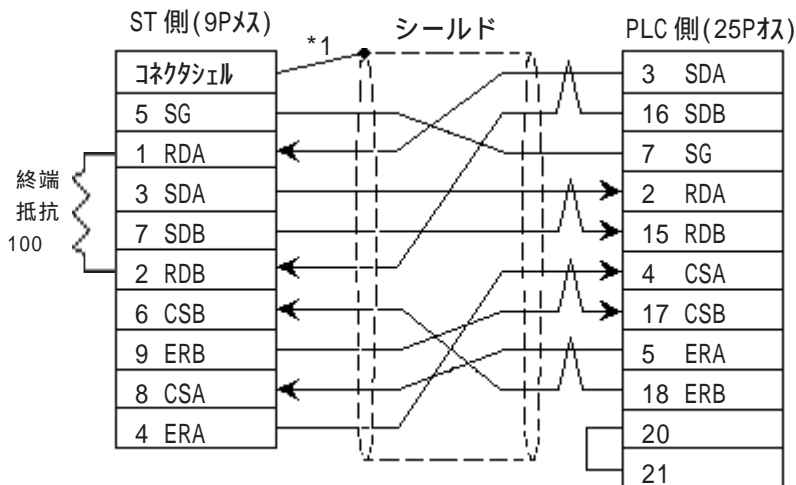 ST 側(9Pﾒｽ)
*1
シールド
PLC 側(25Pｵｽ)
ｺﾈｸﾀｼｪﾙ
5 SG
1 RDA
3 SDA
7 SDB
2 RDB
6 CSB
9 ERB
8 CSA
4 ERA
終端
抵抗
100
3 SDA
16 SDB
7 SG
2 RDA
15 RDB
4 CSA
17 CSB
5 ERA
18 ERB
20
21